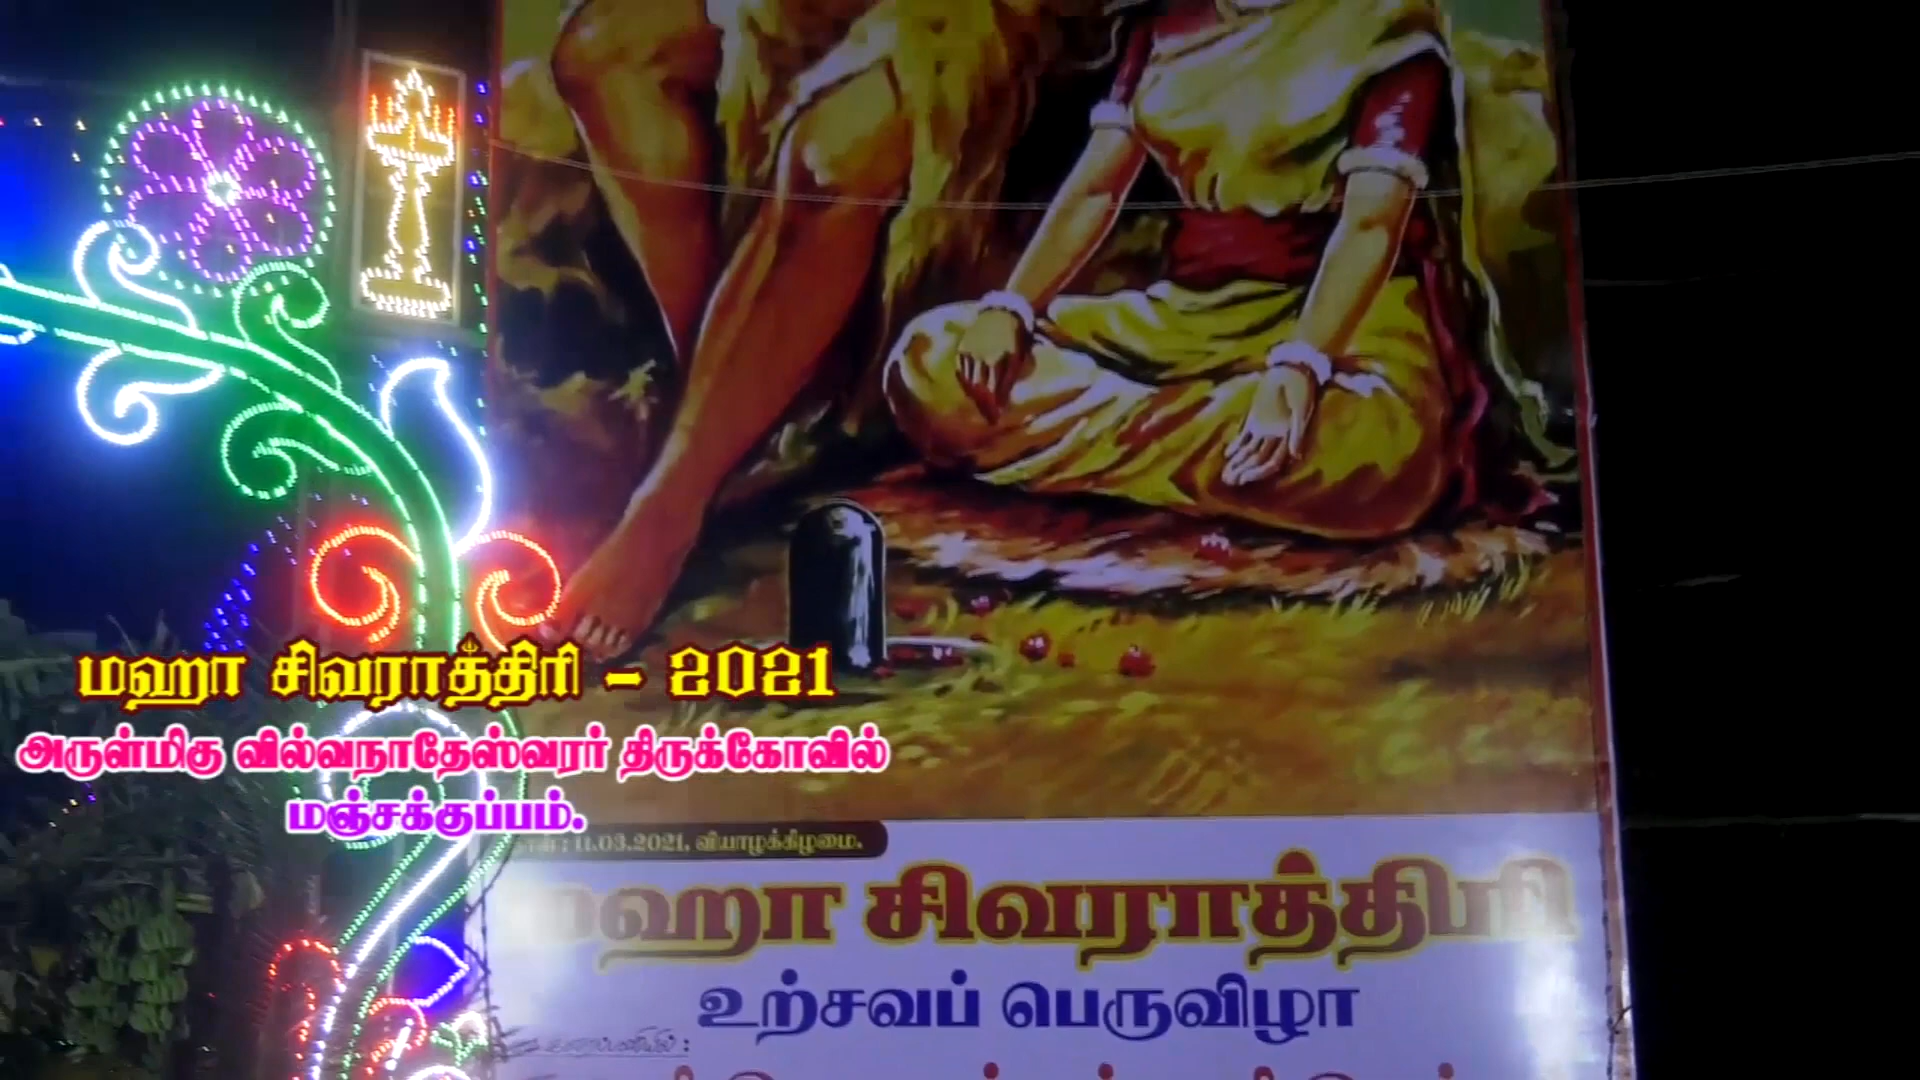 மஹா சிவராத்திரி - 2021
அருள்மிகு வில்வநாதேஸ்வரர் திருக்கோவில்
மஞ்சக்குப்பம்.
: 11.03.2021, வியாழக்கிழமை.
மஹா சிவராத்திரி
உற்சவப் பெருவிழா